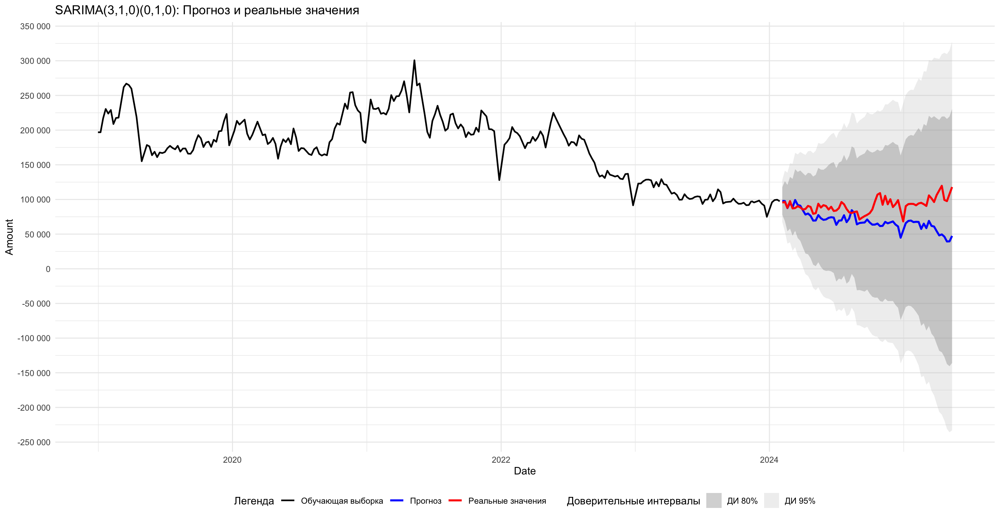 SARIMA(3,1,0)(0,1,0): Прогноз и реальные значения
350 000
300 000
250 000
200 000
150 000
100 000
50 000
0
-50 000
-100 000
-150 000
-200 000
-250 000
Amount
2020 2022 2024
Date
Легенда Обучающая выборка Прогноз Реальные значения Доверительные интервалы ДИ 80% ДИ 95%